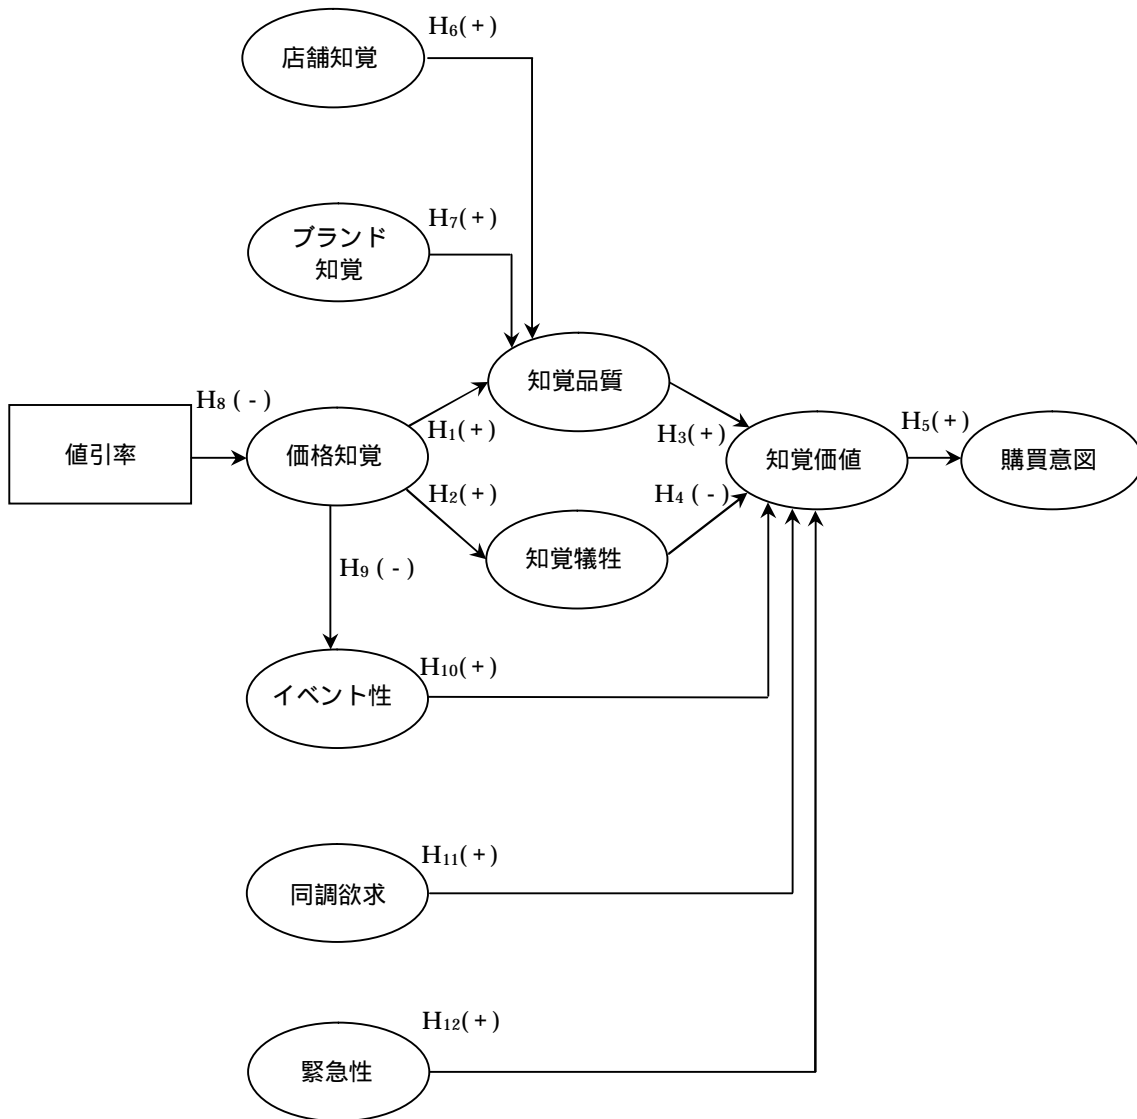 H₆(+)
店舗知覚
H₇(+)
ブランド
知覚
知覚品質
H₈(-)
値引率
価格知覚
H₁(+)
H₃(+)
知覚価値
H₅(+)
購買意図
H₂(+)
H₄(-)
知覚犠牲
H₉(-)
H₁₀(+)
イベント性
H₁₁(+)
同調欲求
H₁₂(+)
緊急性